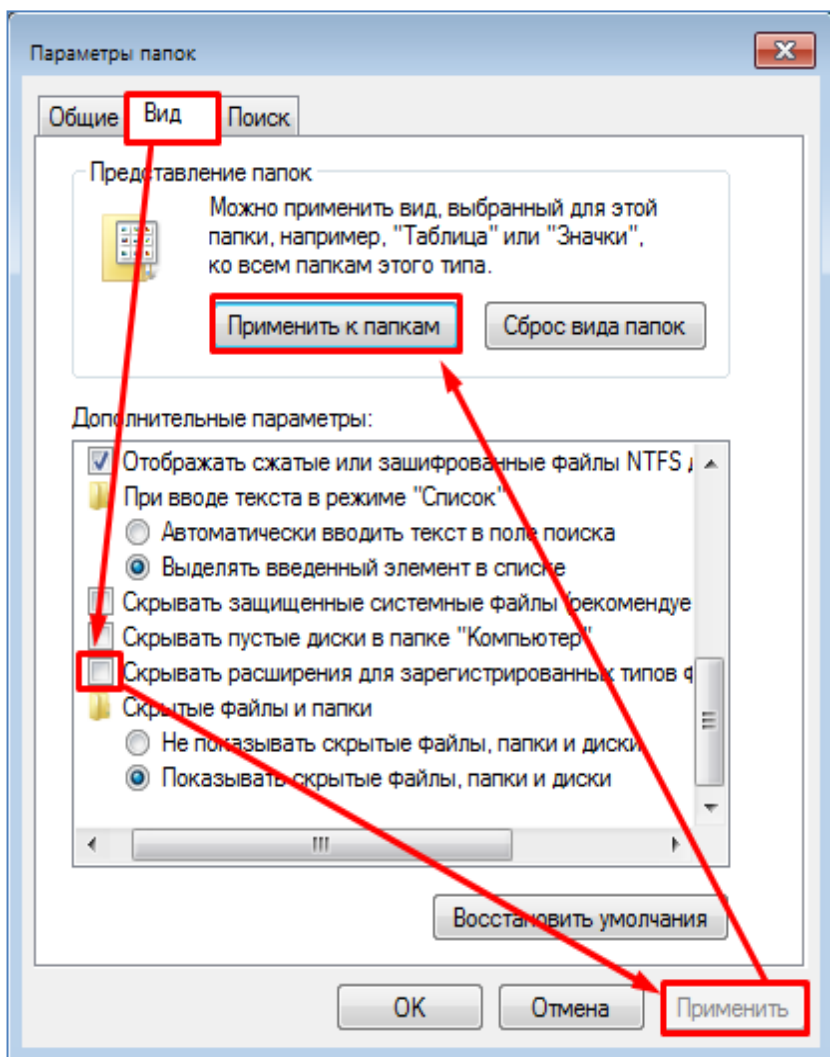 Параметры папок
Общие Вид Поиск
Представление папок
Можно применить вид, выбранный для этой
папки, например, "Таблица" или "Значки",
ко всем папкам этого типа.
Применить к папкам Сброс вида папок
Дополнительные параметры:
Отображать сжатые или зашифрованные файлы NTFS д
При вводе текста в режиме "Список"
Автоматически вводить текст в поле поиска
Выделять введенный элемент в списке
Скрывать защищенные системные файлы (рекомендуе
Скрывать пустые диски в папке "Компьютер"
Скрывать расширения для зарегистрированных типов ф
Скрытые файлы и папки
Не показывать скрытые файлы, папки и диски
Показывать скрытые файлы, папки и диски
Восстановить умолчания
ОК Отмена Применить